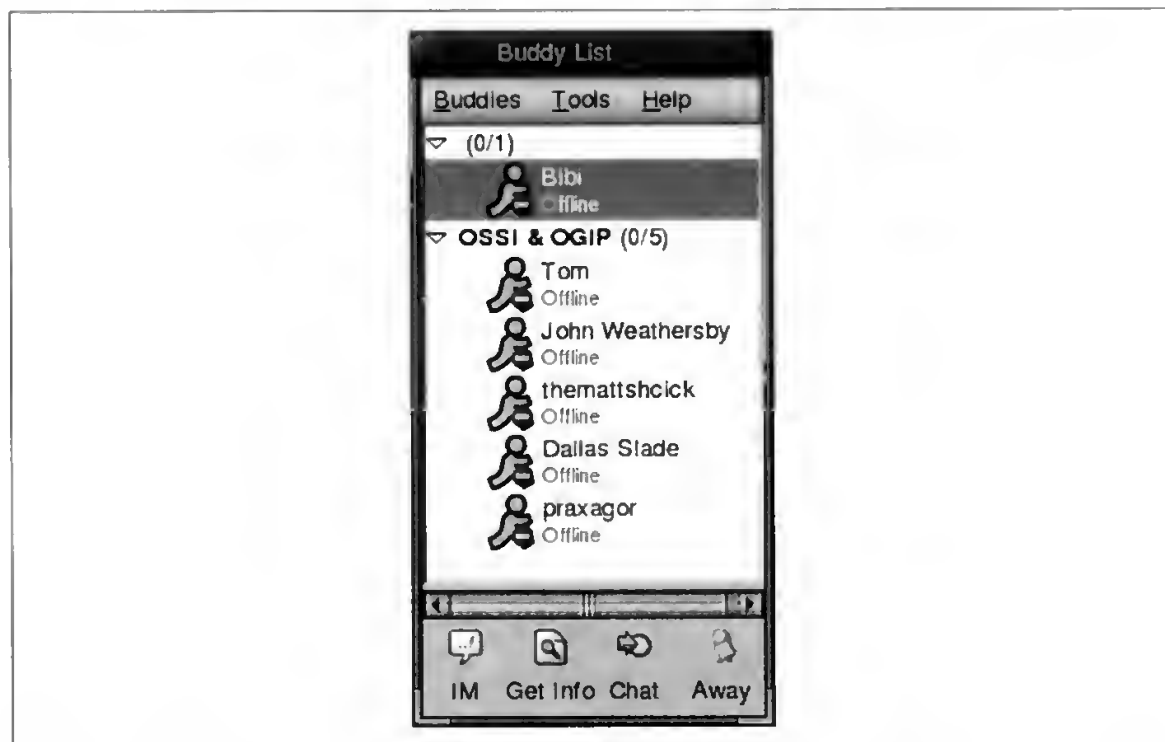 Buddy List
Buddies Tools Help
(0/1)
Bibi
Offline
OSSI & OGIP (0/5)
Tom
Offline
John Weathersby
Offline
themattshcick
Offline
Dallas Slade
Offline
praxagor
Offline
IM Get Info Chat Away